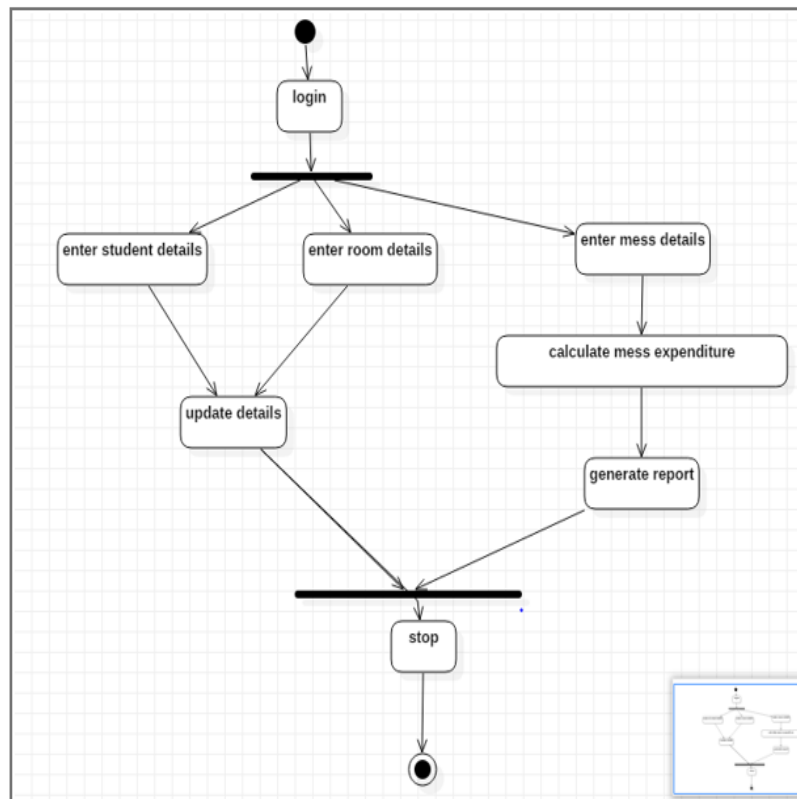 login
enter student details
enter room details
enter mess details
calculate mess expenditure
update details
generate report
stop